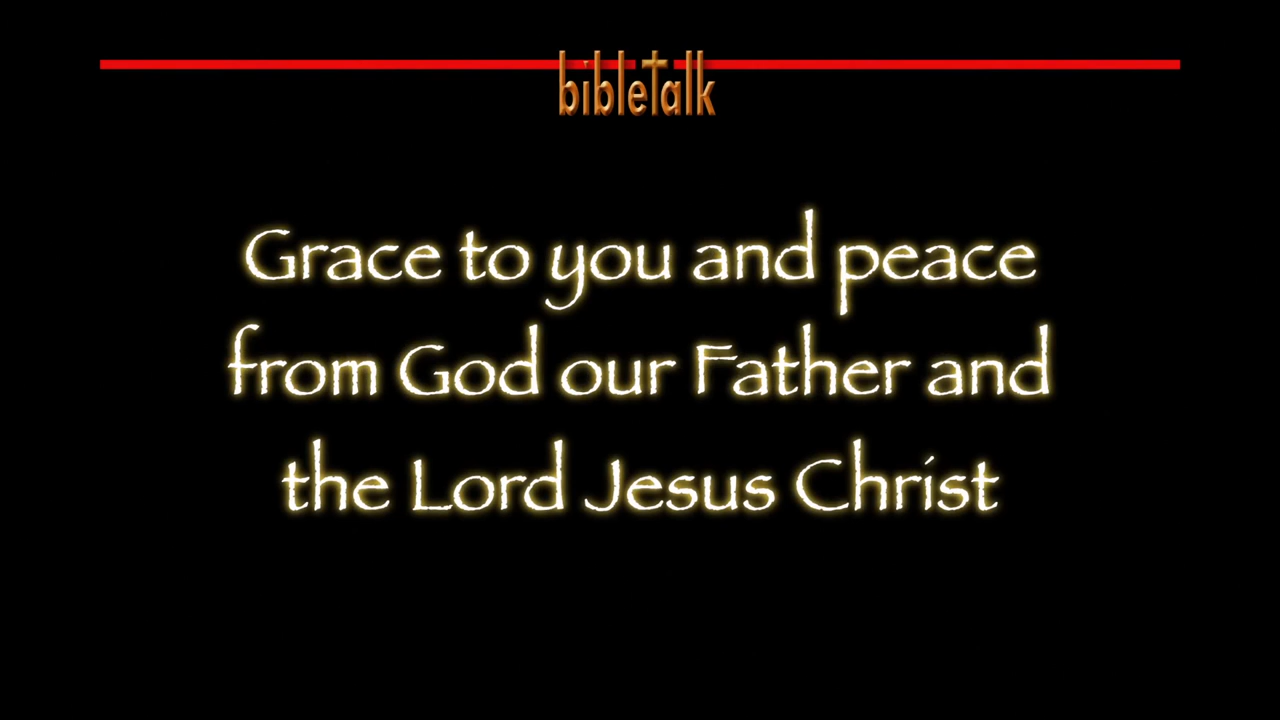 bibleTalk
Grace to you and peace
from God our Father and
the Lord Jesus Christ